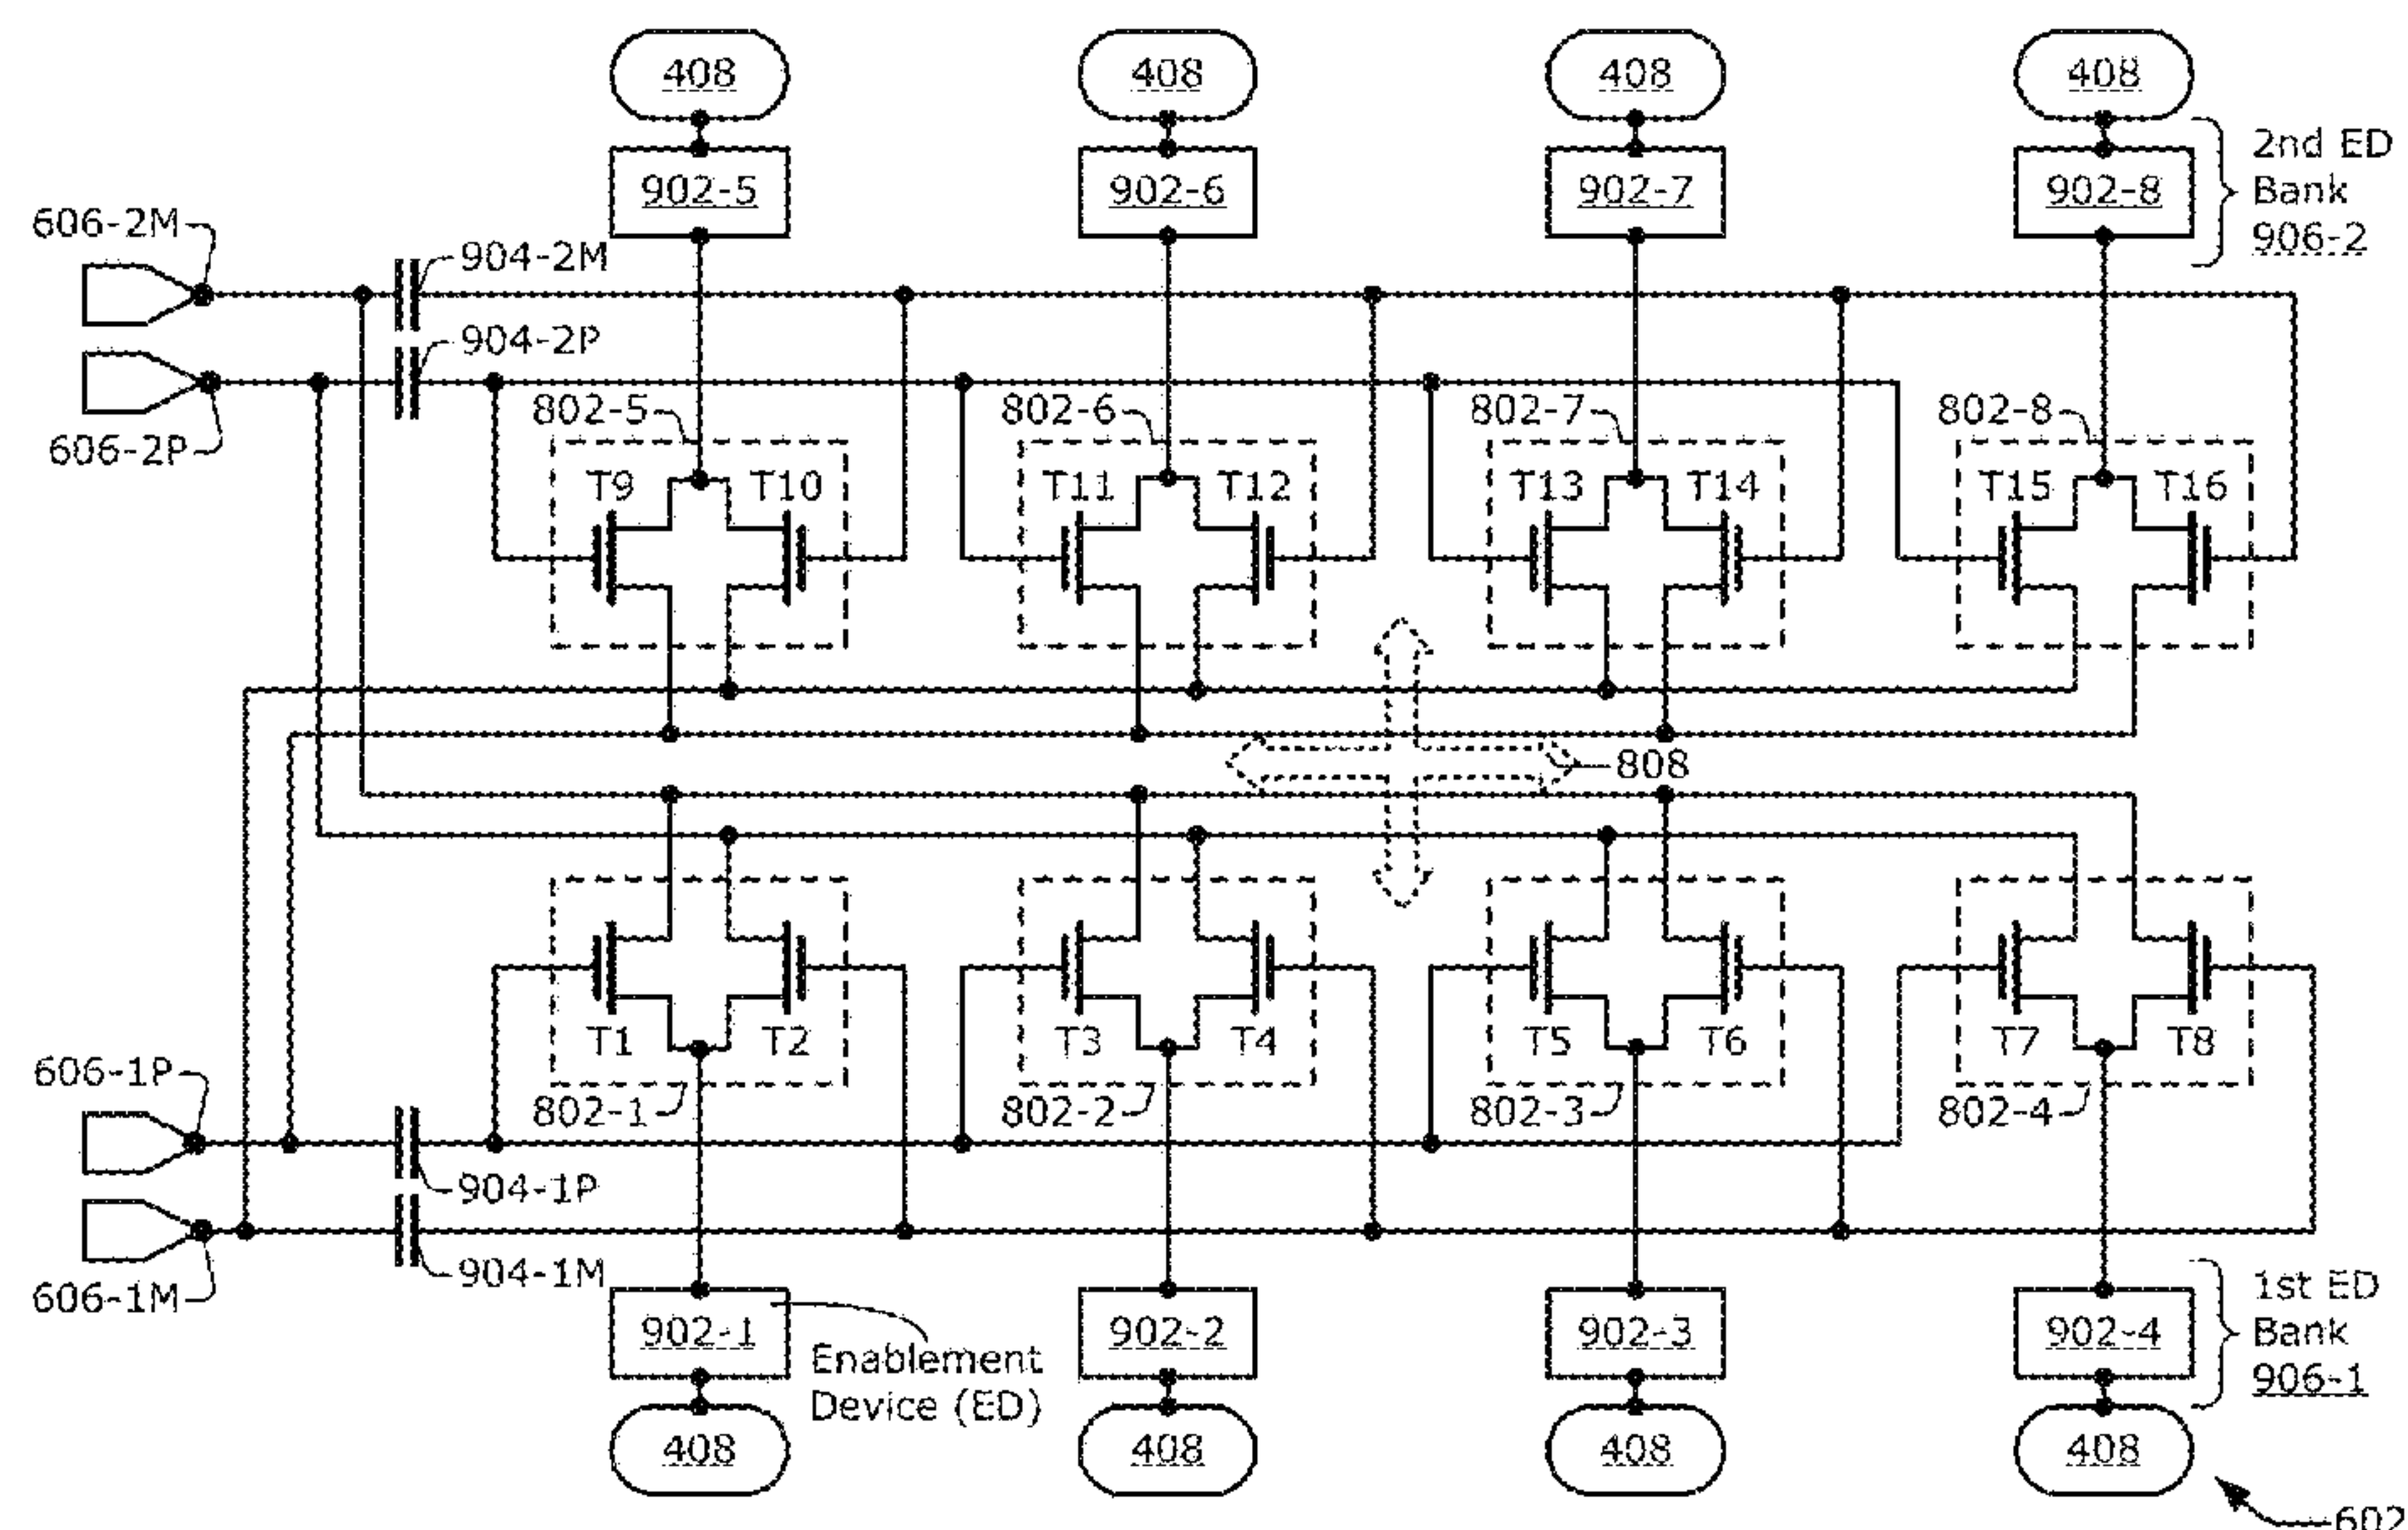 408 408 408 408
902-5 902-6 902-7 902-8
2nd ED
Bank
906-2
606-2M
904-2M
904-2P
606-2P
802-5 802-6 802-7 802-8
T9 T10 T11 T12 T13 T14 T15 T16
808
T1 T2 T3 T4 T5 T6 T7 T8
802-1 802-2 802-3 802-4
606-1P
904-1P
904-1M
606-1M
902-1 902-2 902-3 902-4
Enablement
Device (ED)
1st ED
Bank
906-1
408 408 408 408
602